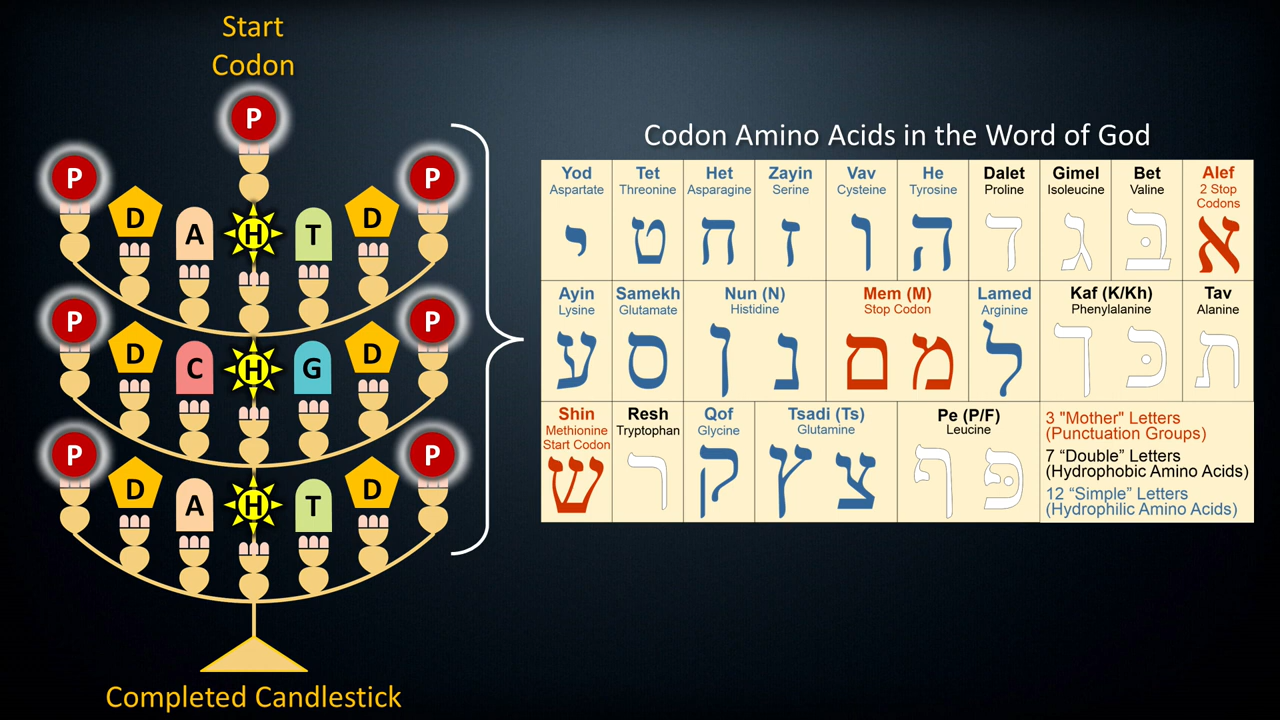 Start
Codon
P
P
P
D
A
H
T
D
P
P
D
C
H
G
D
P
P
D
A
H
T
D
Completed Candlestick
Codon Amino Acids in the Word of God
Yod
Aspartate
י
Tet
Threonine
ט
Het
Asparagine
ח
Zayin
Serine
ז
Vav
Cysteine
ו
He
Tyrosine
ה
Dalet
Proline
ד
Gimel
Isoleucine
ג
Bet
Valine
בּ
Alef
2 Stop
Codons
א
Ayin
Lysine
ע
Samekh
Glutamate
ס
Nun (N)
Histidine
ן נ
Mem (M)
Stop Codon
ם מ
Lamed
Arginine
ל
Kaf (K/Kh)
Phenylalanine
ך כּ
Tav
Alanine
ת
Shin
Methionine
Start Codon
ש
Resh
Tryptophan
ר
Qof
Glycine
ק
Tsadi (Ts)
Glutamine
ץ צ
Pe (P/F)
Leucine
ף פּ
3 "Mother" Letters
(Punctuation Groups)
7 “Double” Letters
(Hydrophobic Amino Acids)
12 “Simple” Letters
(Hydrophilic Amino Acids)